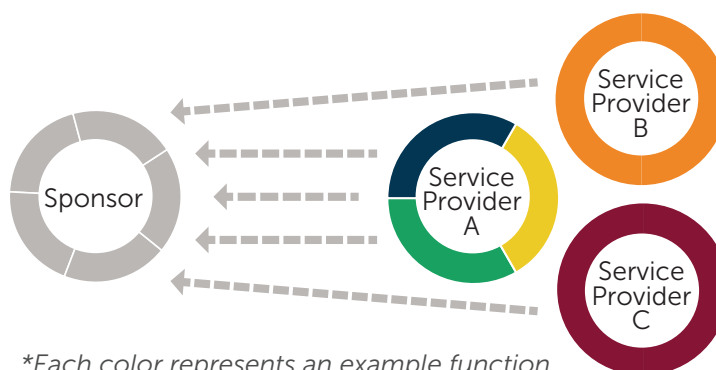 Sponsor
Service
Provider
A
Service
Provider
B
Service
Provider
C
*Each color represents an example function